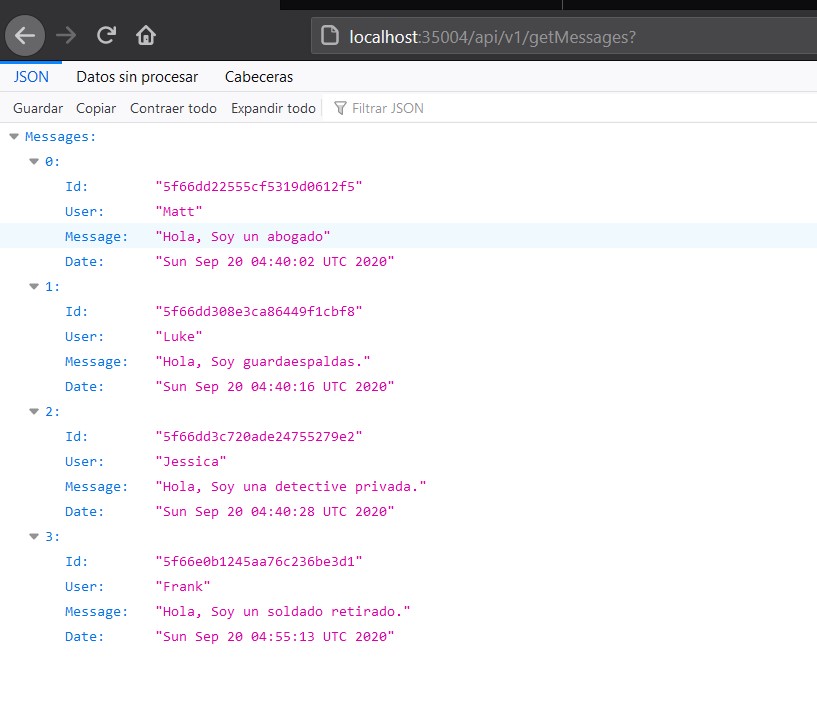 localhost:35004/api/v1/getMessages?
JSON Datos sin procesar Cabeceras
Guardar Copiar Contraer todo Expandir todo Filtrar JSON
Messages:
0:
Id: "5f66dd22555cf5319d0612f5"
User: "Matt"
Message: "Hola, Soy un abogado"
Date: "Sun Sep 20 04:40:02 UTC 2020"
1:
Id: "5f66dd308e3ca86449f1cbf8"
User: "Luke"
Message: "Hola, Soy guardaespaldas."
Date: "Sun Sep 20 04:40:16 UTC 2020"
2:
Id: "5f66dd3c720ade24755279e2"
User: "Jessica"
Message: "Hola, Soy una detective privada."
Date: "Sun Sep 20 04:40:28 UTC 2020"
3:
Id: "5f66e0b1245aa76c236be3d1"
User: "Frank"
Message: "Hola, Soy un soldado retirado."
Date: "Sun Sep 20 04:55:13 UTC 2020"